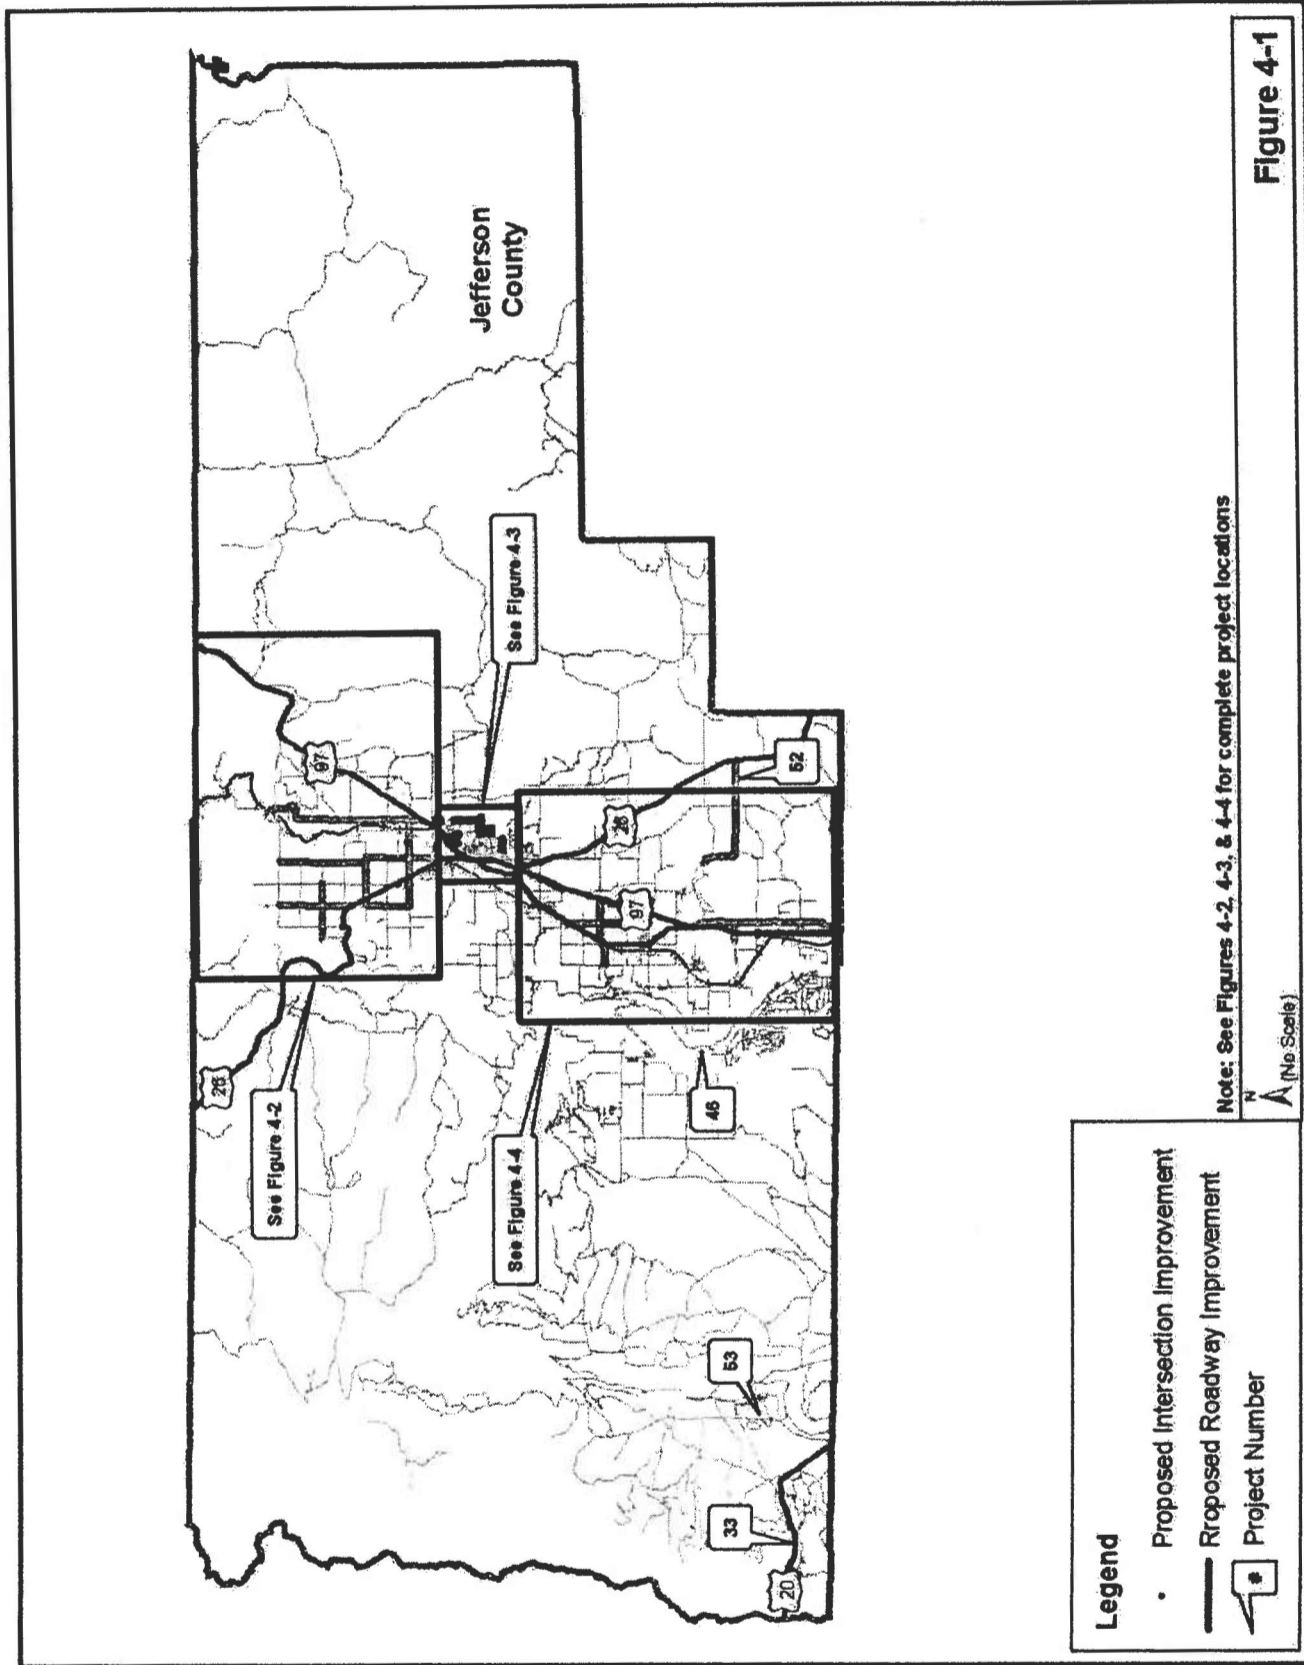 Jefferson
County
See Figure 4-2
See Figure 4-3
See Figure 4-4
26
97
26
97
20
52
46
53
33
Note: See Figures 4-2, 4-3, & 4-4 for complete project locations
Legend
Proposed Intersection Improvement
Rroposed Roadway Improvement
# Project Number
N
(No Scale)
Figure 4-1